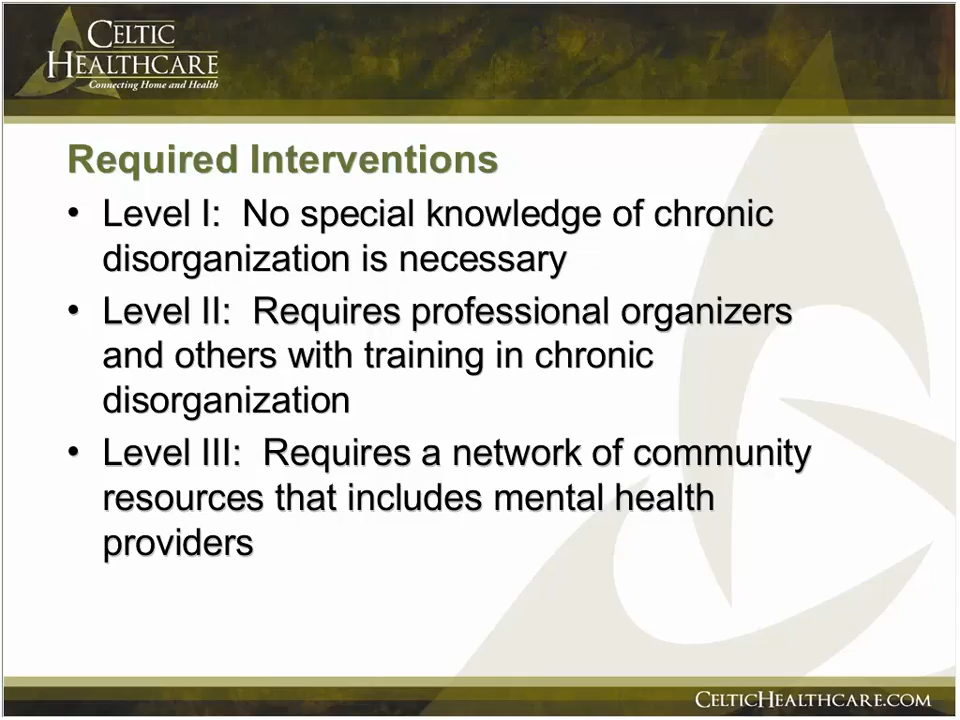 CELTIC
HEALTHCARE
Connecting Home and Health
Required Interventions
• Level I: No special knowledge of chronic
disorganization is necessary
• Level II: Requires professional organizers
and others with training in chronic
disorganization
• Level III: Requires a network of community
resources that includes mental health
providers
CELTICHEALTHCARE.COM